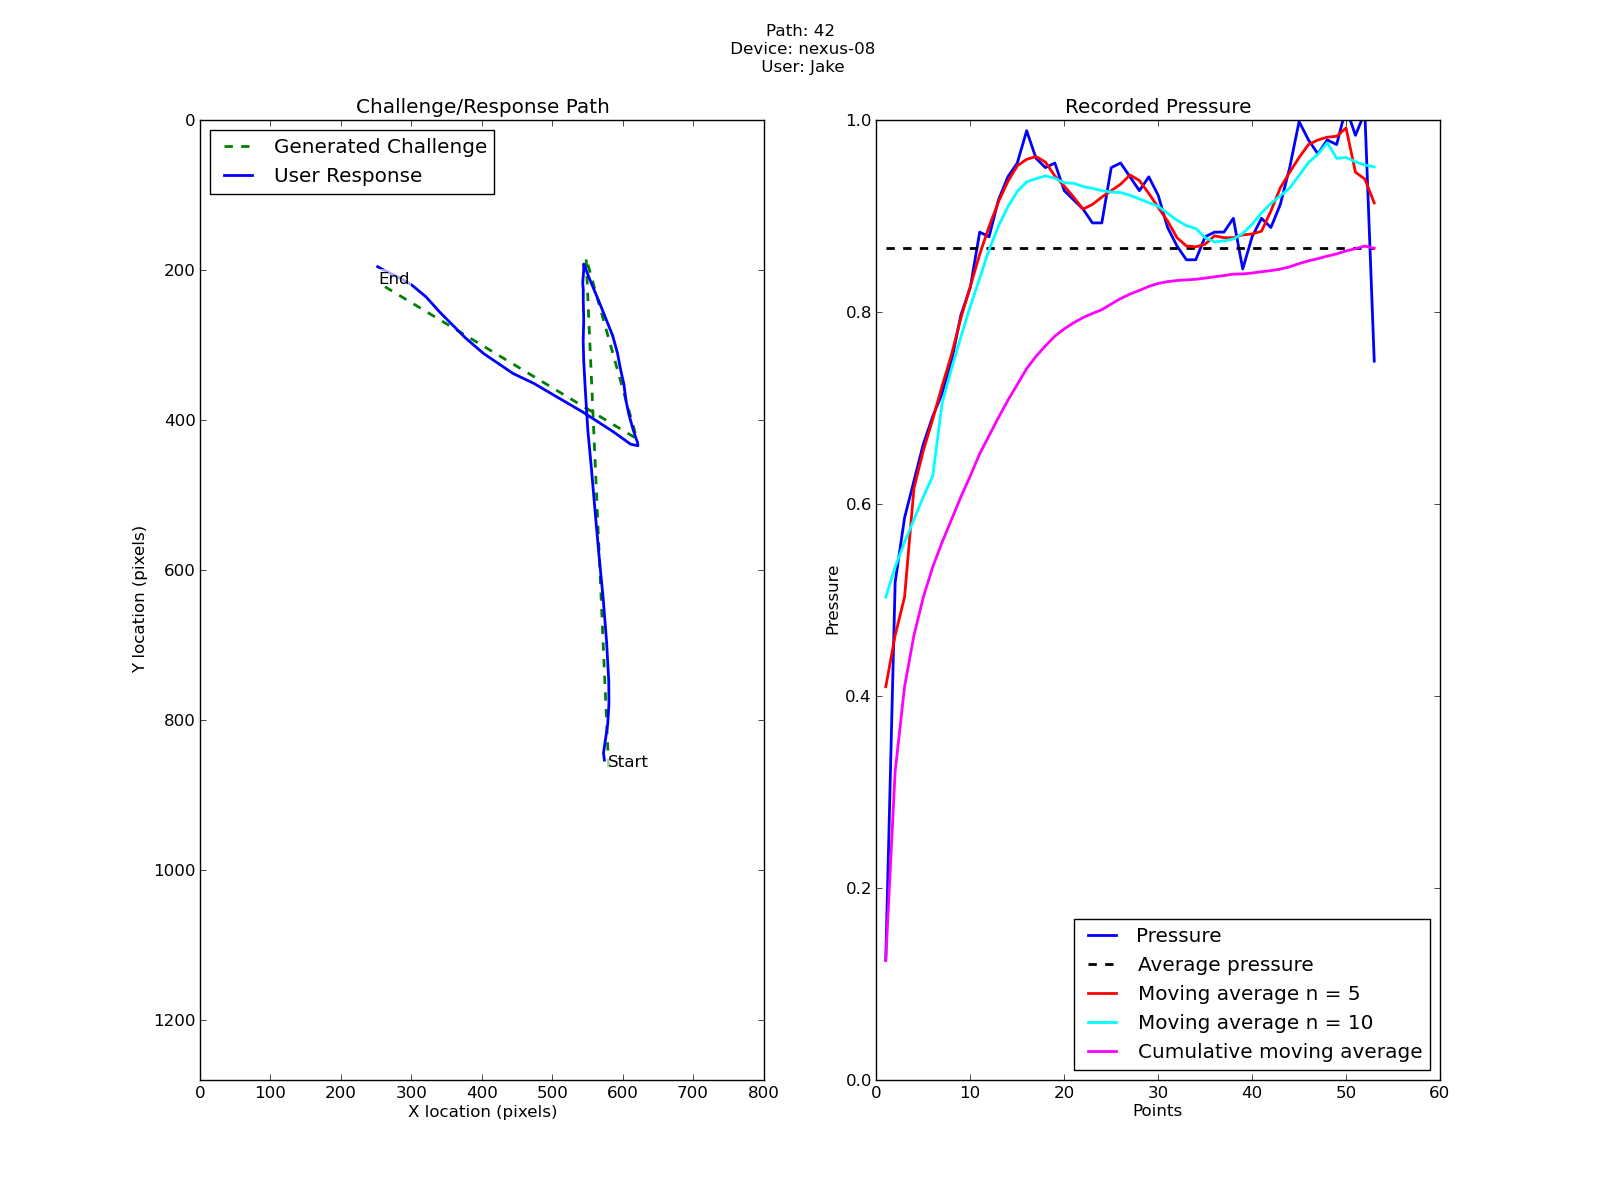 Path: 42
Device: nexus-08
User: Jake
Challenge/Response Path
Generated Challenge
User Response
End
Start
0
200
400
600
800
1000
1200
Y location (pixels)
0 100 200 300 400 500 600 700 800
X location (pixels)
Recorded Pressure
1.0
0.8
0.6
0.4
0.2
0.0
Pressure
Pressure
Average pressure
Moving average n = 5
Moving average n = 10
Cumulative moving average
0 10 20 30 40 50 60
Points